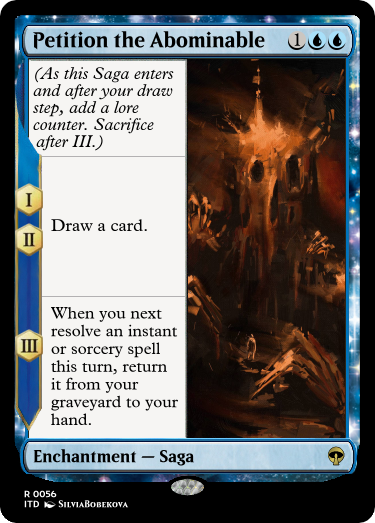 Petition the Abominable 1
(As this Saga enters
and after your draw
step, add a lore
counter. Sacrifice
after III.)
I
II
Draw a card.
III
When you next
resolve an instant
or sorcery spell
this turn, return
it from your
graveyard to your
hand.
Enchantment — Saga
R 0056
ITD SilviaBobekova